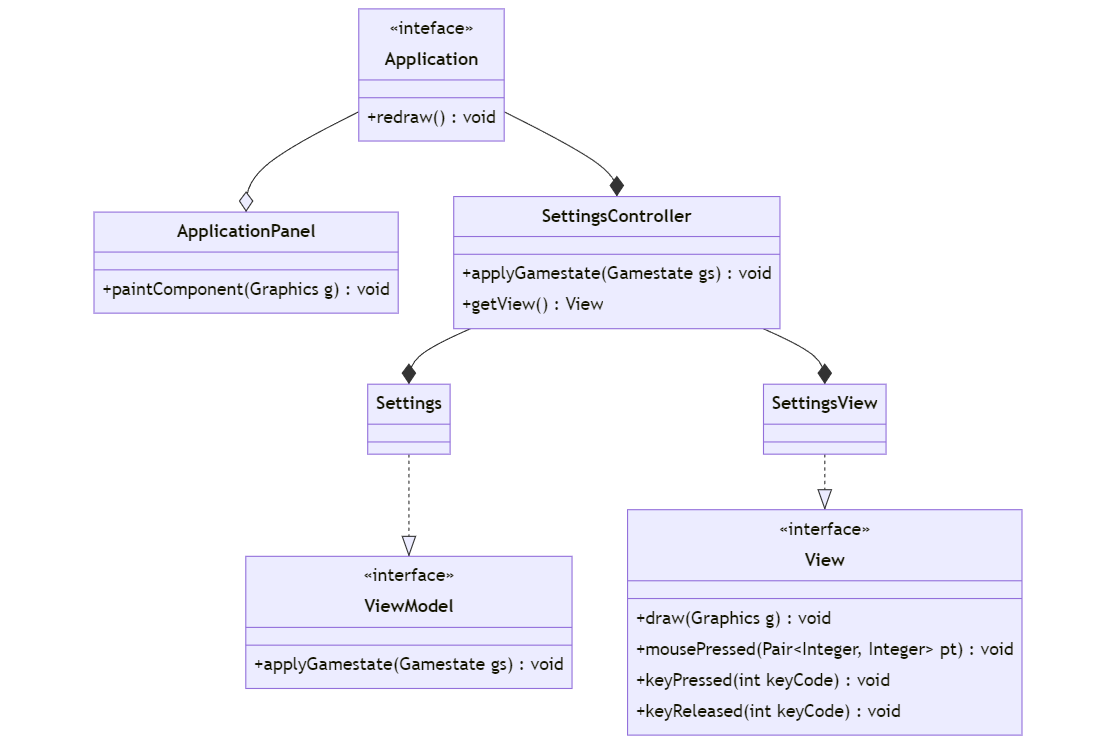 «inteface»
Application
+redraw() : void
ApplicationPanel
+paintComponent(Graphics g) : void
SettingsController
+applyGamestate(Gamestate gs) : void
+getView() : View
Settings
SettingsView
«interface»
ViewModel
+applyGamestate(Gamestate gs) : void
«interface»
View
+draw(Graphics g) : void
+mousePressed(Pair<Integer, Integer> pt) : void
+keyPressed(int keyCode) : void
+keyReleased(int keyCode) : void